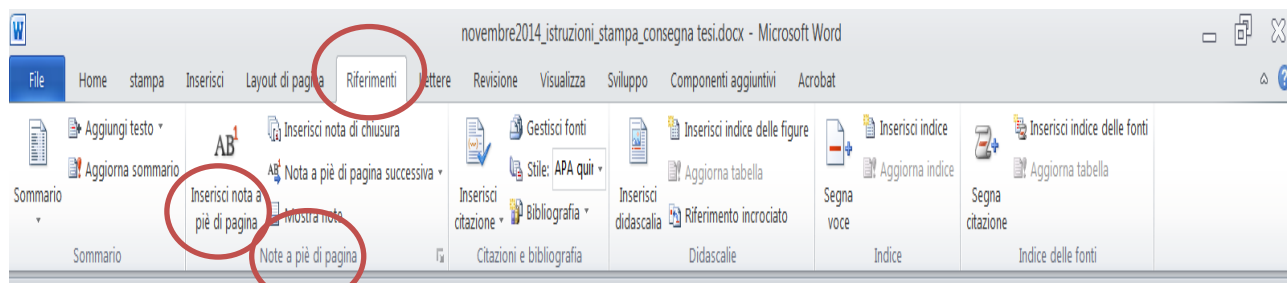 novembre2014_istruzioni_stampa_consegna tesi.docx - Microsoft Word
File Home stampa Inserisci Layout di pagina Riferimenti Lettere Revisione Visualizza Sviluppo Componenti aggiuntivi Acrobat
Sommario
Aggiungi testo
Aggiorna sommario
Sommario
AB1
Inserisci nota a
piè di pagina
Inserisci nota di chiusura
Nota a piè di pagina successiva
Mostra note
Note a piè di pagina
Inserisci
citazione
Gestisci fonti
Stile: APA quin
Bibliografia
Citazioni e bibliografia
Inserisci
didascalia
Inserisci indice delle figure
Aggiorna tabella
Riferimento incrociato
Didascalie
Segna
voce
Inserisci indice
Aggiorna indice
Indice
Segna
citazione
Inserisci indice delle fonti
Aggiorna tabella
Indice delle fonti